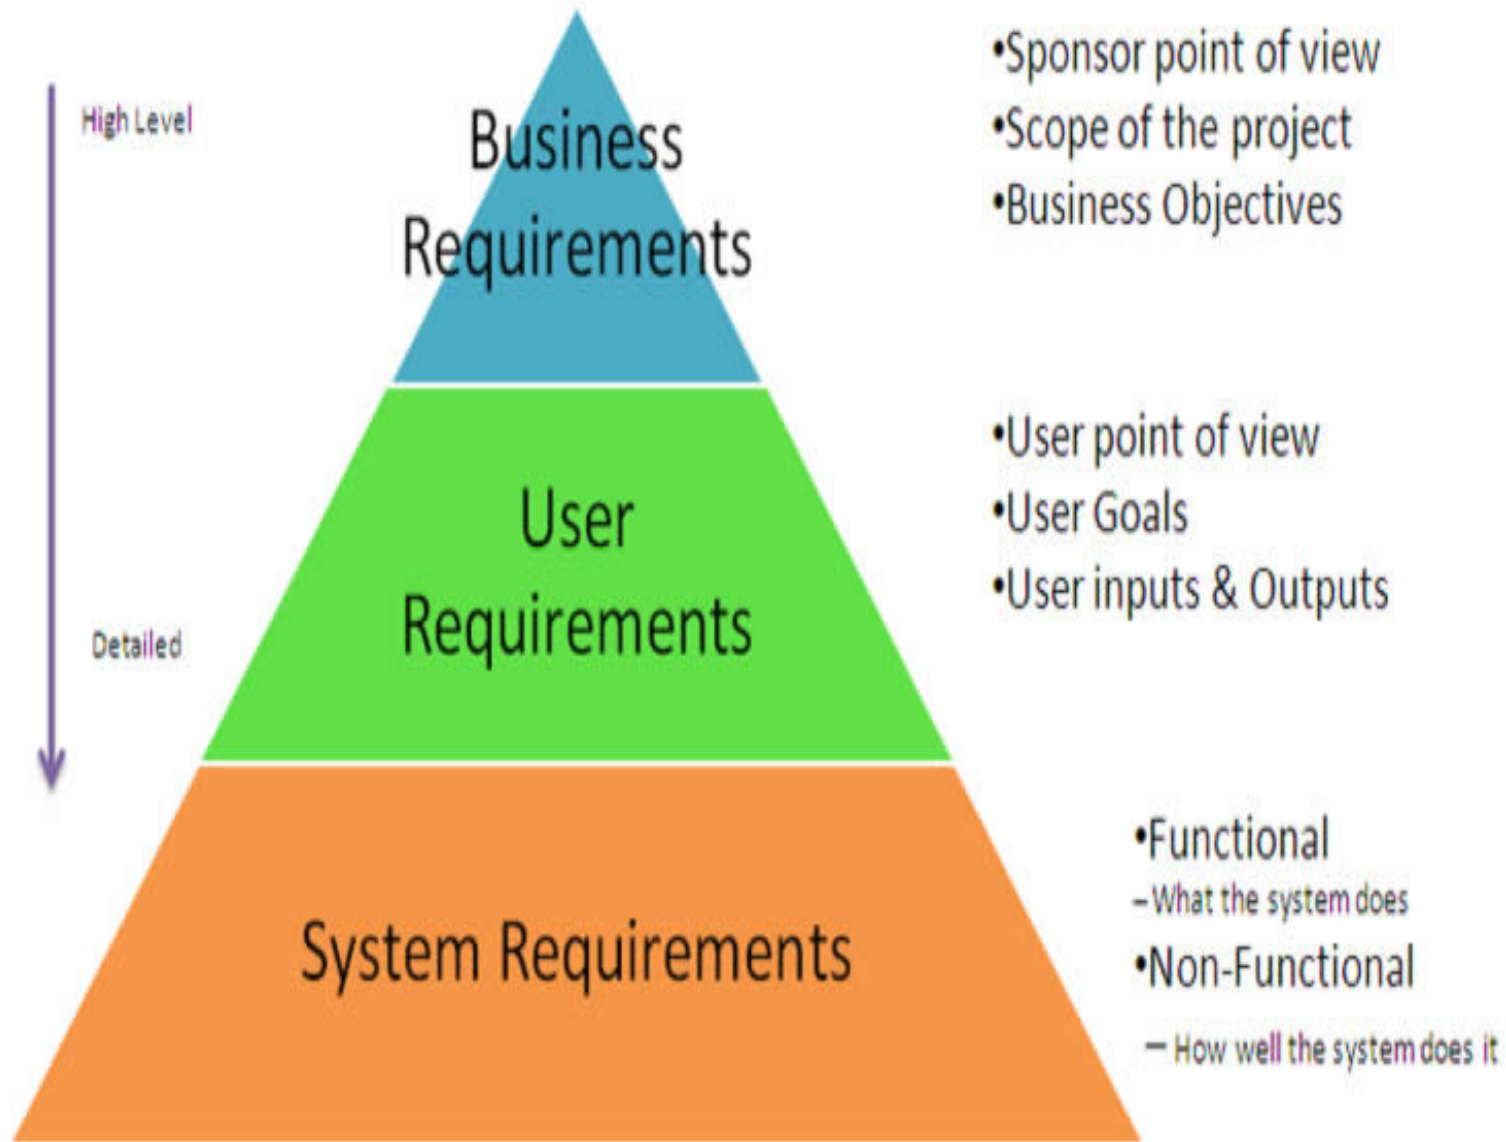 High Level
Detailed
Business
Requirements
•Sponsor point of view
•Scope of the project
•Business Objectives
User
Requirements
•User point of view
•User Goals
•User inputs & Outputs
System Requirements
•Functional
–What the system does
•Non-Functional
– How well the system does it